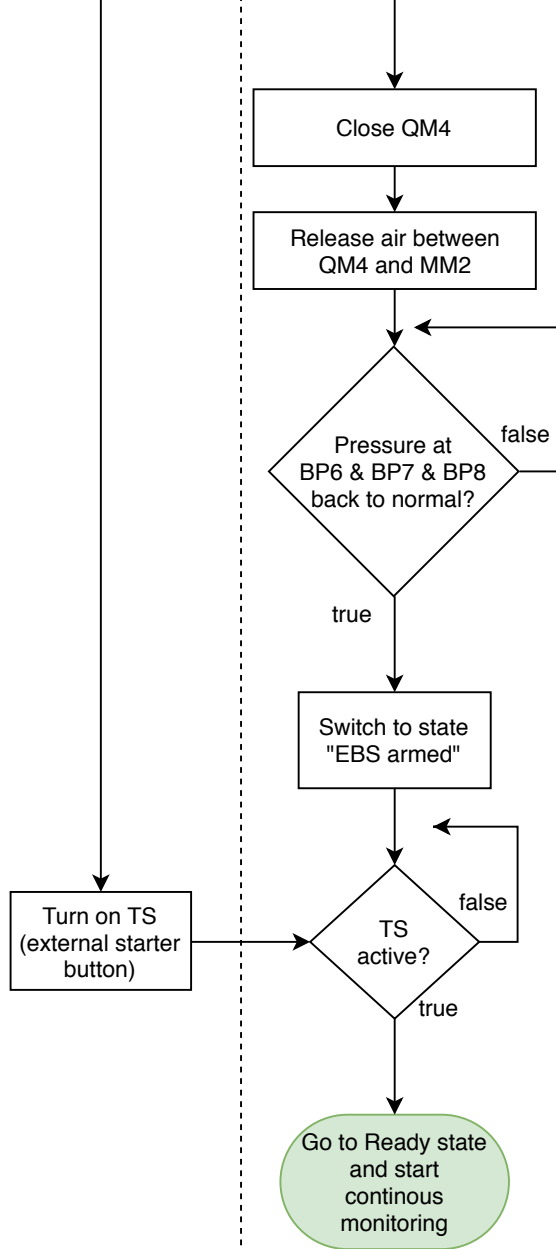 Close QM4
Release air between
QM4 and MM2
false
Pressure at
BP6 & BP7 & BP8
back to normal?
true
Switch to state
"EBS armed"
Turn on TS
(external starter
button)
false
TS
active?
true
Go to Ready state
and start
continous
monitoring